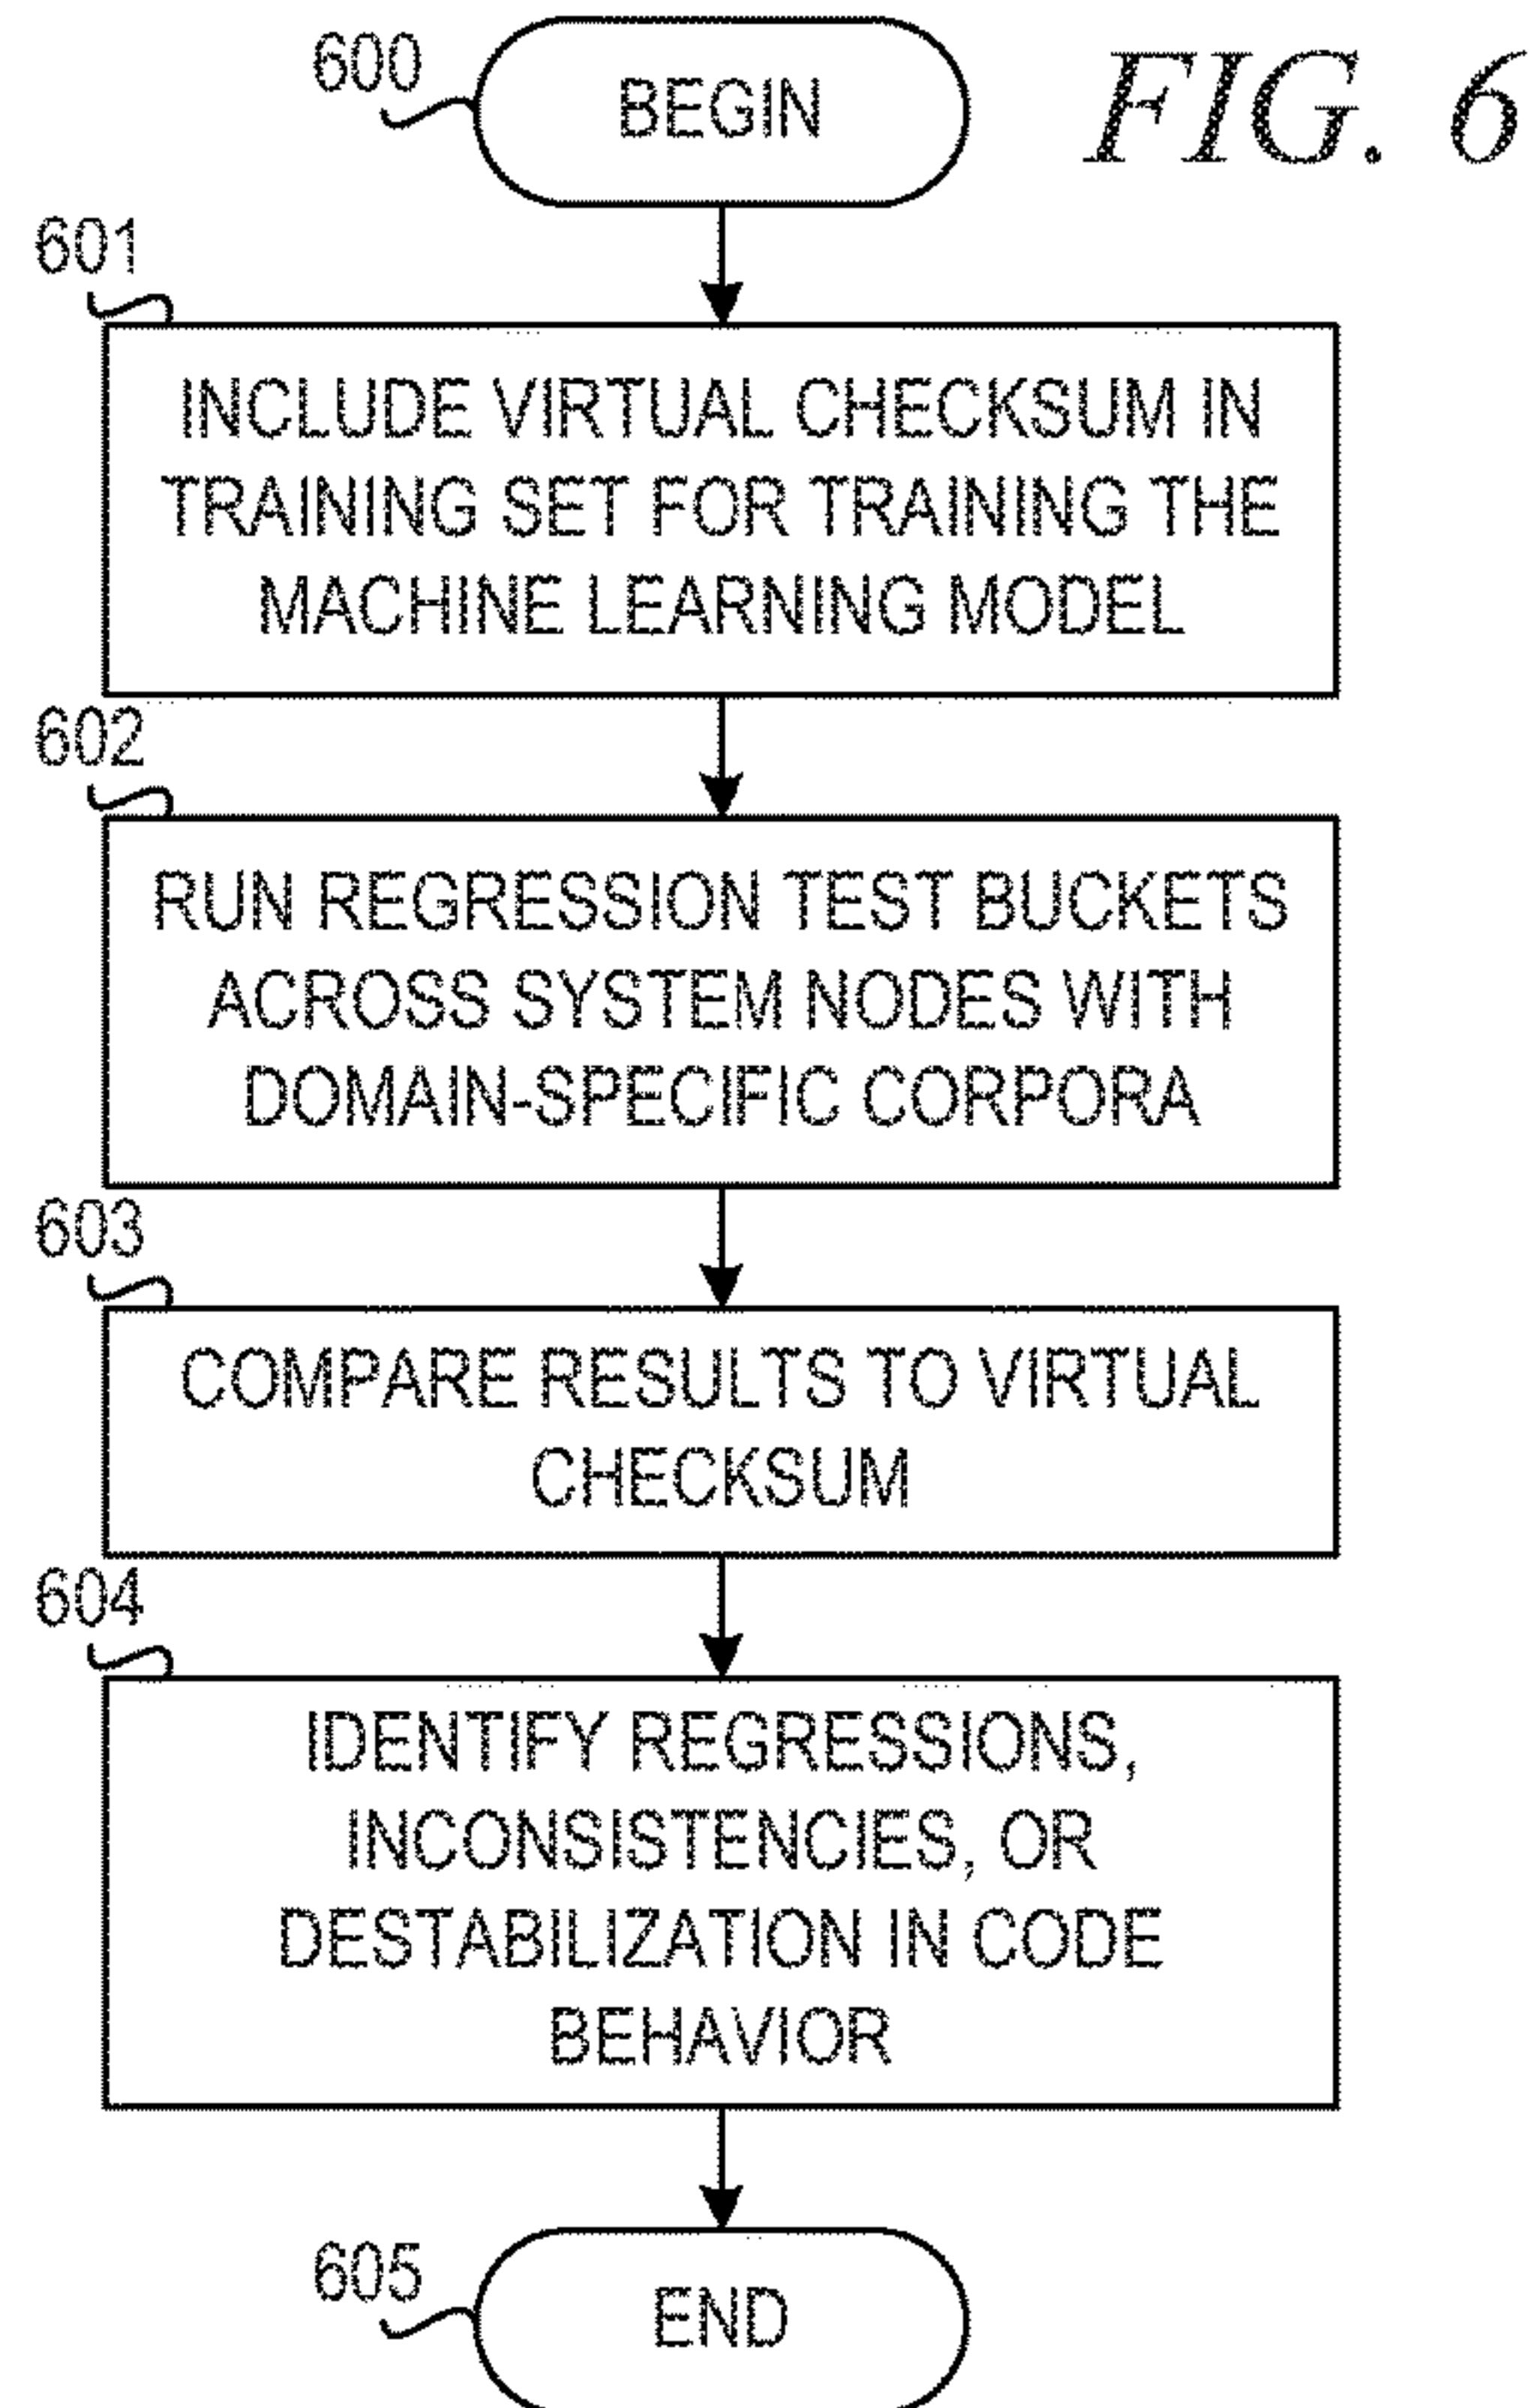 600
BEGIN
FIG. 6
601
INCLUDE VIRTUAL CHECKSUM IN
TRAINING SET FOR TRAINING THE
MACHINE LEARNING MODEL
602
RUN REGRESSION TEST BUCKETS
ACROSS SYSTEM NODES WITH
DOMAIN-SPECIFIC CORPORA
603
COMPARE RESULTS TO VIRTUAL
CHECKSUM
604
IDENTIFY REGRESSIONS,
INCONSISTENCIES, OR
DESTABILIZATION IN CODE
BEHAVIOR
605
END